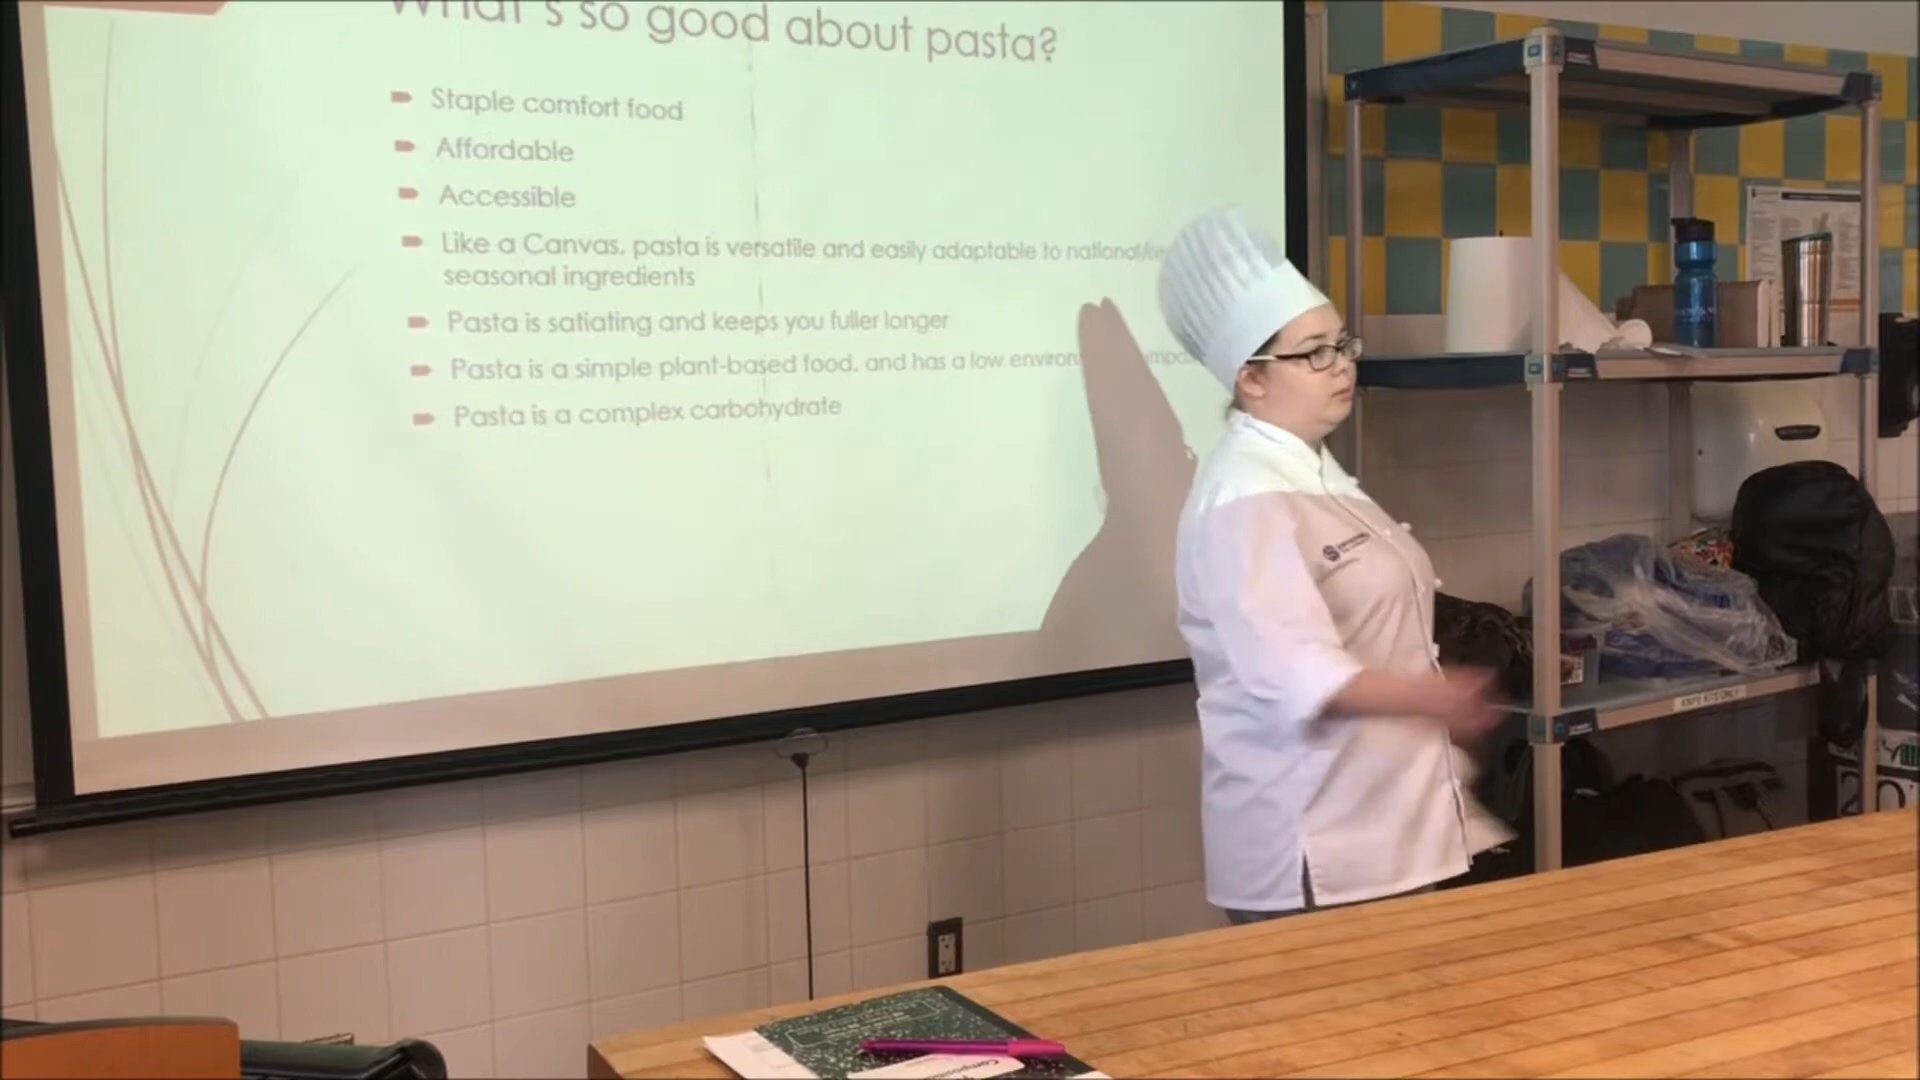 What's so good about pasta?
Staple comfort food
Affordable
Accessible
Like a Canvas, pasta is versatile and easily adaptable to national/
seasonal ingredients
Pasta is satiating and keeps you fuller longer
Pasta is a simple plant-based food, and has a low environ
Pasta is a complex carbohydrate
KNIFE KITS ONLY